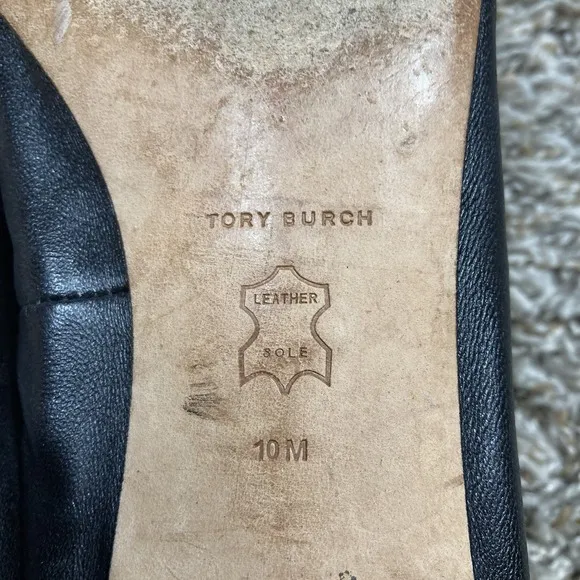 TORY BURCH
LEATHER
SOLE
10 M